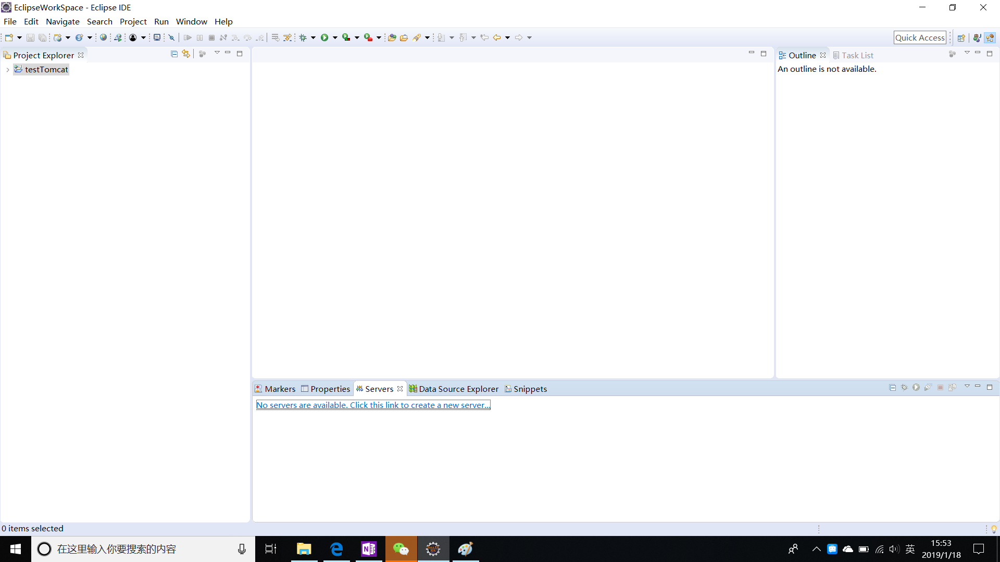 EclipseWorkSpace - Eclipse IDE
File Edit Navigate Search Project Run Window Help
Quick Access
Project Explorer
testTomcat
Outline Task List
An outline is not available.
Markers Properties Servers Data Source Explorer Snippets
No servers are available. Click this link to create a new server...
0 items selected
在这里输入你要搜索的内容
英
15:53
2019/1/18